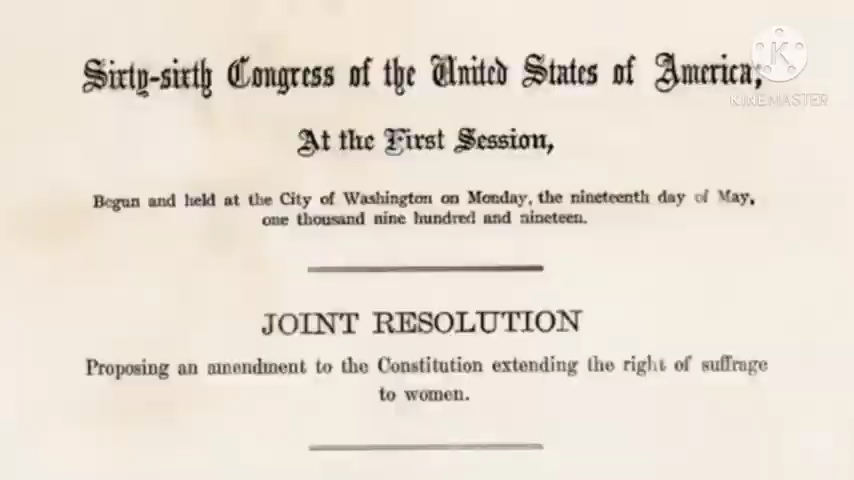 Sixty-sixth Congress of the United States of America;
At the First Session,
Begun and held at the City of Washington on Monday, the nineteenth day of May,
one thousand nine hundred and nineteen.
JOINT RESOLUTION
Proposing an amendment to the Constitution extending the right of suffrage
to women.
K
KINEMASTER